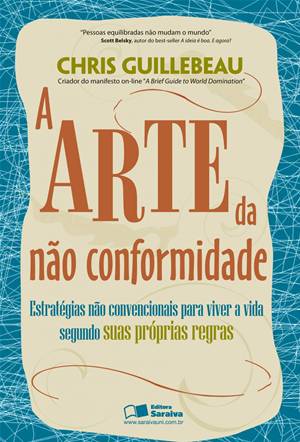 "Pessoas equilibradas não mudam o mundo"
Scott Belsky, autor do best-seller A ideia é boa. E agora?
CHRIS GUILLEBEAU
Criador do manifesto on-line "A Brief Guide to World Domination"
A
ARTE da
não conformidade
Estratégias não convencionais para viver a vida
segundo suas próprias regras
Editora
Saraiva
www.saraivauni.com.br